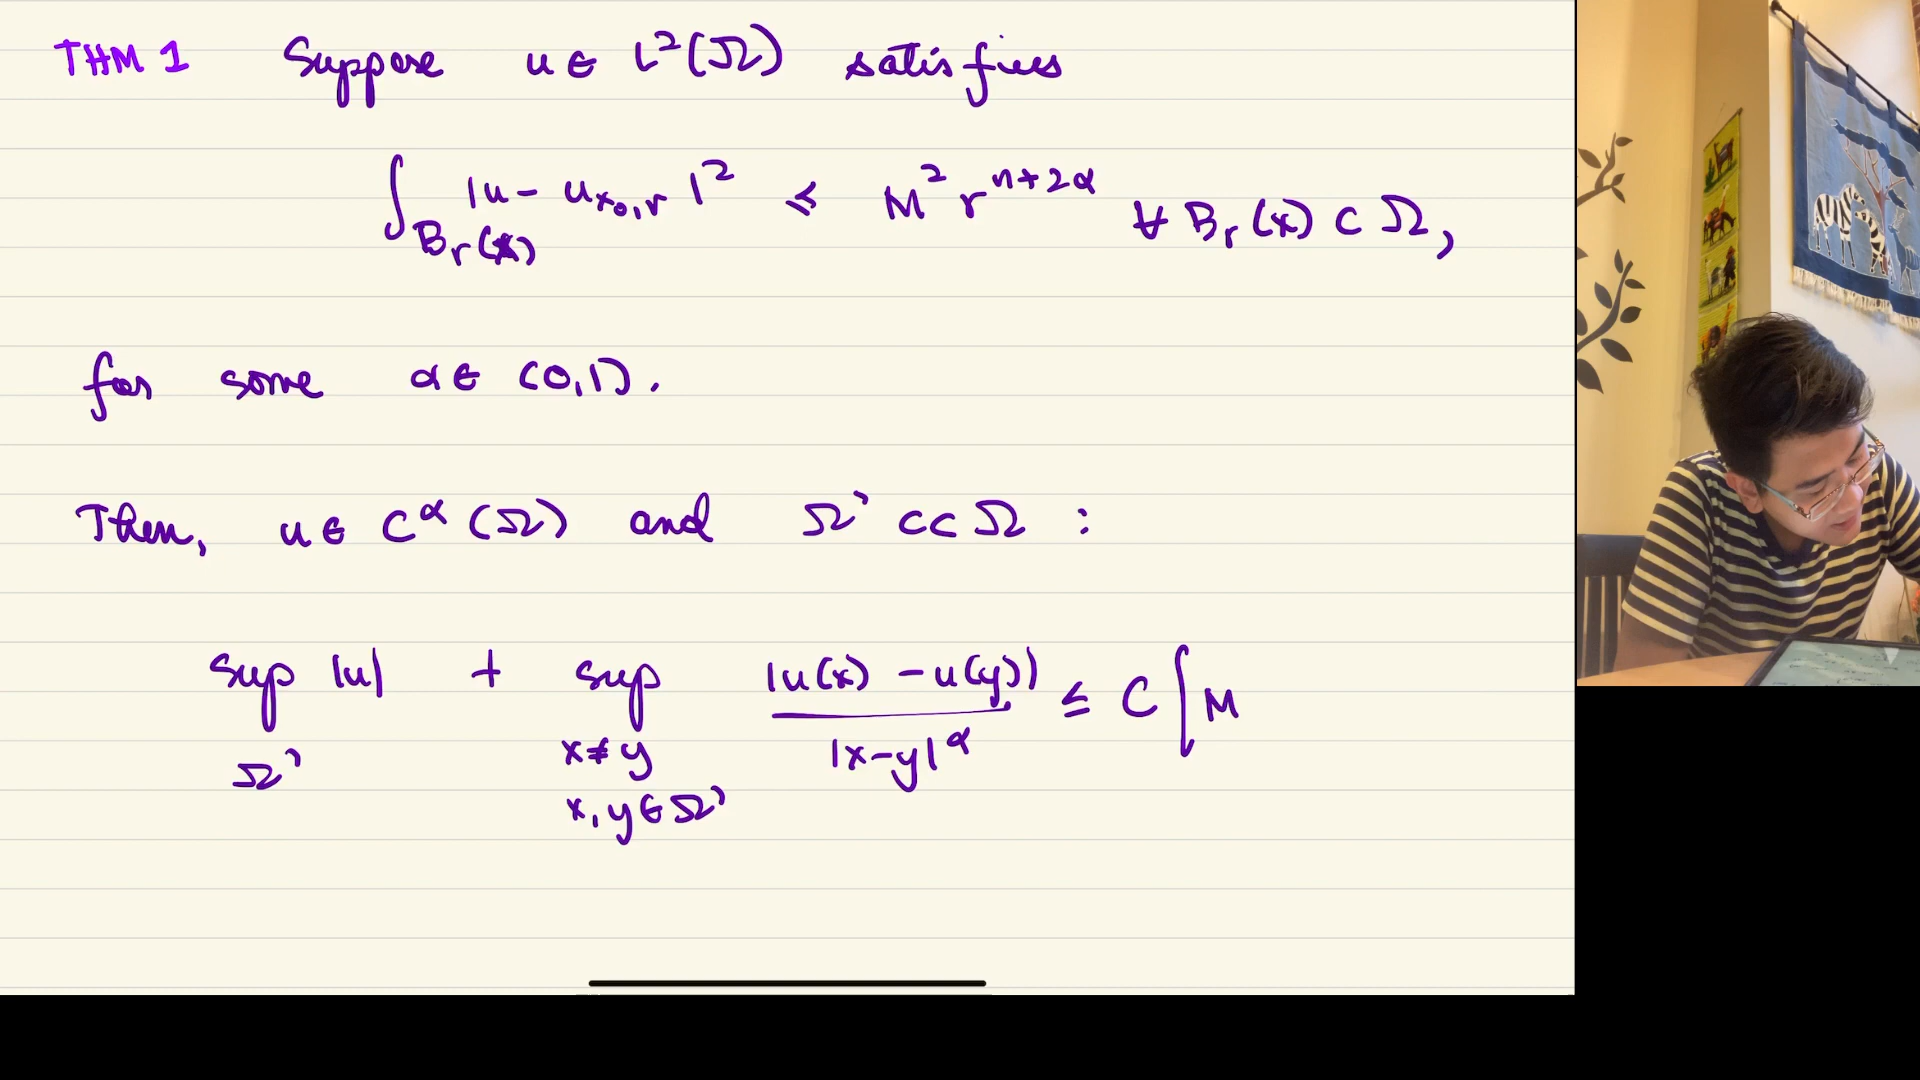 THM 1 Suppose u ∈ L²(Ω) satisfies
∫_{B_r(x)} |u - u_{x₀,r}|² ≤ M² r^{n+2α} ∀ B_r(x) ⊂ Ω,
for some α ∈ (0,1).
Then, u ∈ C^α(Ω) and Ω' ⊂⊂ Ω :
sup_{Ω'} |u| + sup_{x≠y x,y∈Ω'} |u(x) - u(y)| / |x-y|^α ≤ C { M